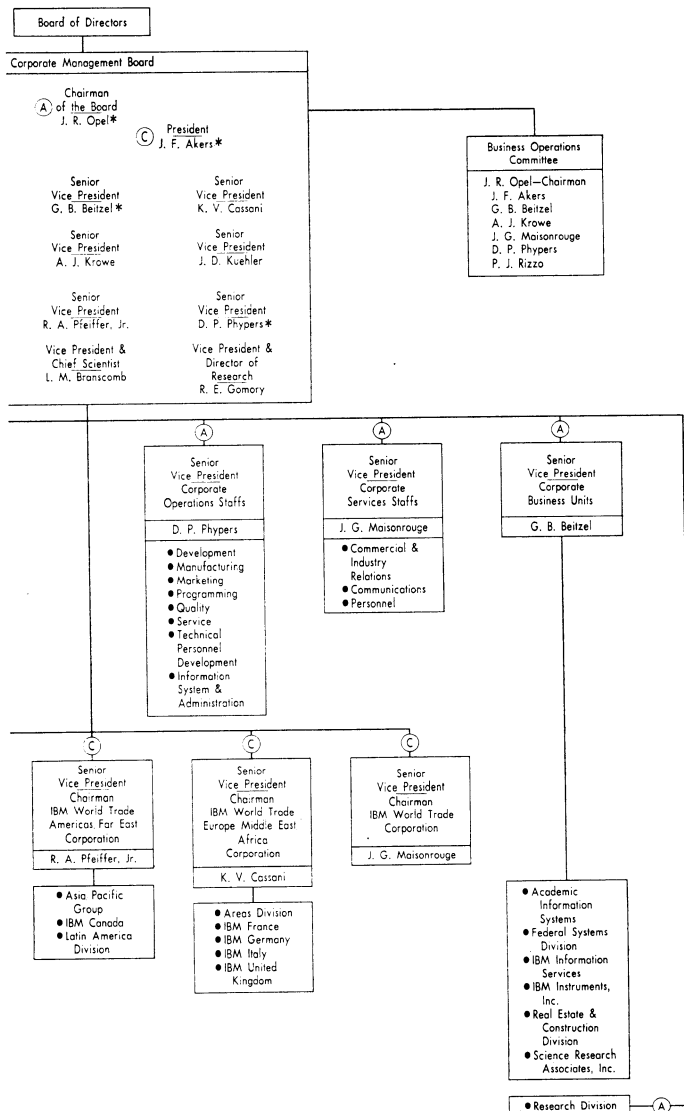 Board of Directors
Corporate Management Board
Chairman
(A) of the Board
J. R. Opel*
(C) President
J. F. Akers*
Senior
Vice President
G. B. Beitzel*
Senior
Vice President
K. V. Cassani
Senior
Vice President
A. J. Krowe
Senior
Vice President
J. D. Kuehler
Senior
Vice President
R. A. Pfeiffer, Jr.
Senior
Vice President
D. P. Phypers*
Vice President &
Chief Scientist
L. M. Branscomb
Vice President &
Director of
Research
R. E. Gomory
Business Operations
Committee
J. R. Opel—Chairman
J. F. Akers
G. B. Beitzel
A. J. Krowe
J. G. Maisonrouge
D. P. Phypers
P. J. Rizzo
A
Senior
Vice President
Corporate
Operations Staffs
D. P. Phypers
● Development
● Manufacturing
● Marketing
● Programming
● Quality
● Service
● Technical
Personnel
Development
● Information
System &
Administration
A
Senior
Vice President
Corporate
Services Staffs
J. G. Maisonrouge
● Commercial &
Industry
Relations
● Communications
● Personnel
A
Senior
Vice President
Corporate
Business Units
G. B. Beitzel
C
Senior
Vice President
Chairman
IBM World Trade
Americas/Far East
Corporation
R. A. Pfeiffer, Jr.
● Asia/Pacific
Group
● IBM Canada
● Latin America
Division
C
Senior
Vice President
Chairman
IBM World Trade
Europe/Middle East/
Africa
Corporation
K. V. Cassani
● Areas Division
● IBM France
● IBM Germany
● IBM Italy
● IBM United
Kingdom
C
Senior
Vice President
Chairman
IBM World Trade
Corporation
J. G. Maisonrouge
● Academic
Information
Systems
● Federal Systems
Division
● IBM Information
Services
● IBM Instruments,
Inc.
● Real Estate &
Construction
Division
● Science Research
Associates, Inc.
● Research Division
A